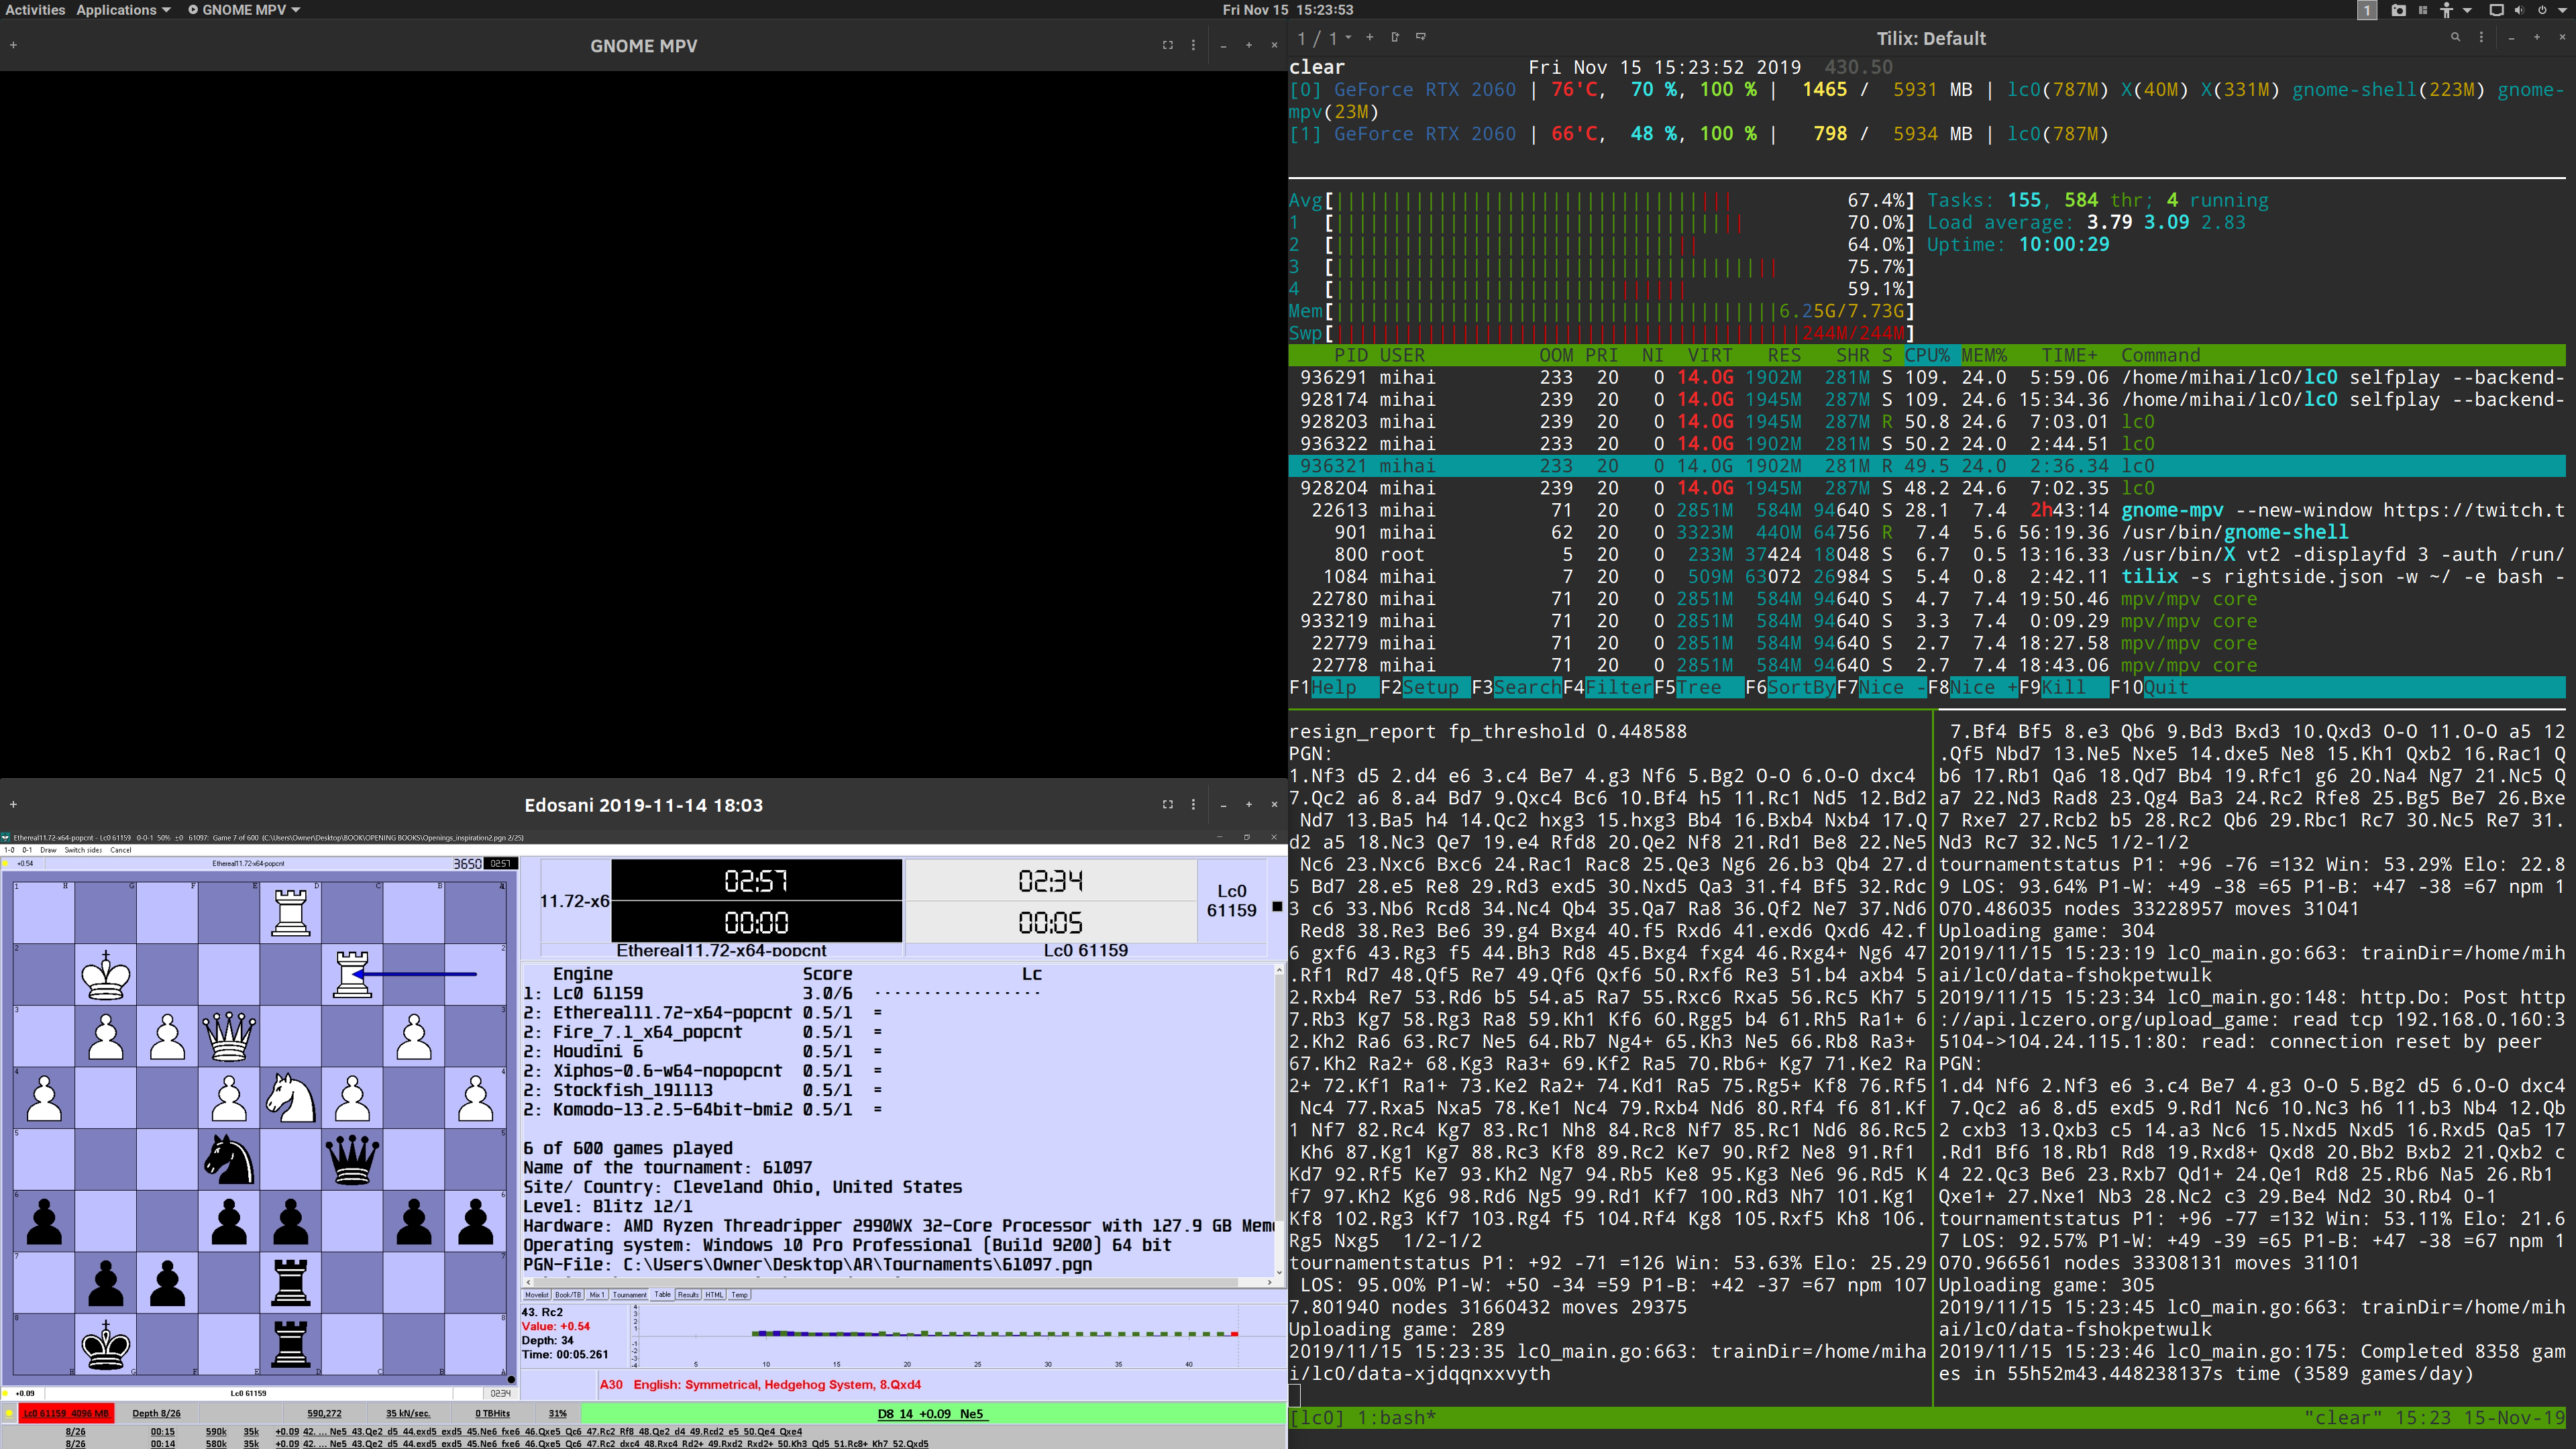 Activities Applications GNOME MPV Fri Nov 15 15:23:53 1
GNOME MPV
1 / 1 Tilix: Default
clear Fri Nov 15 15:23:52 2019 430.50
[0] GeForce RTX 2060 | 76'C, 70 %, 100 % | 1465 / 5931 MB | lc0(787M) X(40M) X(331M) gnome-shell(223M) gnome-
mpv(23M)
[1] GeForce RTX 2060 | 66'C, 48 %, 100 % | 798 / 5934 MB | lc0(787M)
Avg[ 67.4%] Tasks: 155, 584 thr; 4 running
1 [ 70.0%] Load average: 3.79 3.09 2.83
2 [ 64.0%] Uptime: 10:00:29
3 [ 75.7%]
4 [ 59.1%]
Mem[ 6.25G/7.73G]
Swp[ 244M/244M]
PID USER OOM PRI NI VIRT RES SHR S CPU% MEM% TIME+ Command
936291 mihai 233 20 0 14.0G 1902M 281M S 109. 24.0 5:59.06 /home/mihai/lc0/lc0 selfplay --backend-
928174 mihai 239 20 0 14.0G 1945M 287M S 109. 24.6 15:34.36 /home/mihai/lc0/lc0 selfplay --backend-
928203 mihai 239 20 0 14.0G 1945M 287M R 50.8 24.6 7:03.01 lc0
936322 mihai 233 20 0 14.0G 1902M 281M S 50.2 24.0 2:44.51 lc0
936321 mihai 233 20 0 14.0G 1902M 281M R 49.5 24.0 2:36.34 lc0
928204 mihai 239 20 0 14.0G 1945M 287M S 48.2 24.6 7:02.35 lc0
22613 mihai 71 20 0 2851M 584M 94640 S 28.1 7.4 2h43:14 gnome-mpv --new-window https://twitch.t
901 mihai 62 20 0 3323M 440M 64756 R 7.4 5.6 56:19.36 /usr/bin/gnome-shell
800 root 5 20 0 233M 37424 18048 S 6.7 0.5 13:16.33 /usr/bin/X vt2 -displayfd 3 -auth /run/
1084 mihai 7 20 0 509M 63072 26984 S 5.4 0.8 2:42.11 tilix -s rightside.json -w ~/ -e bash -
22780 mihai 71 20 0 2851M 584M 94640 S 4.7 7.4 19:50.46 mpv/mpv core
933219 mihai 71 20 0 2851M 584M 94640 S 3.3 7.4 0:09.29 mpv/mpv core
22779 mihai 71 20 0 2851M 584M 94640 S 2.7 7.4 18:27.58 mpv/mpv core
22778 mihai 71 20 0 2851M 584M 94640 S 2.7 7.4 18:43.06 mpv/mpv core
F1Help F2Setup F3SearchF4FilterF5Tree F6SortByF7Nice -F8Nice +F9Kill F10Quit
resign_report fp_threshold 0.448588
PGN:
1.Nf3 d5 2.d4 e6 3.c4 Be7 4.g3 Nf6 5.Bg2 O-O 6.O-O dxc4
7.Qc2 a6 8.a4 Bd7 9.Qxc4 Bc6 10.Bf4 h5 11.Rc1 Nd5 12.Bd2
Nd7 13.Ba5 h4 14.Qc2 hxg3 15.hxg3 Bb4 16.Bxb4 Nxb4 17.Q
d2 a5 18.Nc3 Qe7 19.e4 Rfd8 20.Qe2 Nf8 21.Rd1 Be8 22.Ne5
Nc6 23.Nxc6 Bxc6 24.Rac1 Rac8 25.Qe3 Ng6 26.b3 Qb4 27.d
5 Bd7 28.e5 Re8 29.Rd3 exd5 30.Nxd5 Qa3 31.f4 Bf5 32.Rdc
3 c6 33.Nb6 Rcd8 34.Nc4 Qb4 35.Qa7 Ra8 36.Qf2 Ne7 37.Nd6
Red8 38.Re3 Be6 39.g4 Bxg4 40.f5 Rxd6 41.exd6 Qxd6 42.f
6 gxf6 43.Rg3 f5 44.Bh3 Rd8 45.Bxg4 fxg4 46.Rxg4+ Ng6 47
.Rf1 Rd7 48.Qf5 Re7 49.Qf6 Qxf6 50.Rxf6 Re3 51.b4 axb4 5
2.Rxb4 Re7 53.Rd6 b5 54.a5 Ra7 55.Rxc6 Rxa5 56.Rc5 Kh7 5
7.Rb3 Kg7 58.Rg3 Ra8 59.Kh1 Kf6 60.Rgg5 b4 61.Rh5 Ra1+ 6
2.Kh2 Ra6 63.Rc7 Ne5 64.Rb7 Ng4+ 65.Kh3 Ne5 66.Rb8 Ra3+
67.Kh2 Ra2+ 68.Kg3 Ra3+ 69.Kf2 Ra5 70.Rb6+ Kg7 71.Ke2 Ra
2+ 72.Kf1 Ra1+ 73.Ke2 Ra2+ 74.Kd1 Ra5 75.Rg5+ Kf8 76.Rf5
Nc4 77.Rxa5 Nxa5 78.Ke1 Nc4 79.Rxb4 Nd6 80.Rf4 f6 81.Kf
1 Nf7 82.Rc4 Kg7 83.Rc1 Nh8 84.Rc8 Nf7 85.Rc1 Nd6 86.Rc5
Kh6 87.Kg1 Kg7 88.Rc3 Kf8 89.Rc2 Ke7 90.Rf2 Ne8 91.Rf1
Kd7 92.Rf5 Ke7 93.Kh2 Ng7 94.Rb5 Ke8 95.Kg3 Ne6 96.Rd5 K
f7 97.Kh2 Kg6 98.Rd6 Ng5 99.Rd1 Kf7 100.Rd3 Nh7 101.Kg1
Kf8 102.Rg3 Kf7 103.Rg4 f5 104.Rf4 Kg8 105.Rxf5 Kh8 106.
Rg5 Nxg5 1/2-1/2
tournamentstatus P1: +92 -71 =126 Win: 53.63% Elo: 25.29
LOS: 95.00% P1-W: +50 -34 =59 P1-B: +42 -37 =67 npm 107
7.801940 nodes 31660432 moves 29375
Uploading game: 289
2019/11/15 15:23:35 lc0_main.go:663: trainDir=/home/miha
i/lc0/data-xjdqqnxxvyth
7.Bf4 Bf5 8.e3 Qb6 9.Bd3 Bxd3 10.Qxd3 O-O 11.O-O a5 12
.Qf5 Nbd7 13.Ne5 Nxe5 14.dxe5 Ne8 15.Kh1 Qxb2 16.Rac1 Q
b6 17.Rb1 Qa6 18.Qd7 Bb4 19.Rfc1 g6 20.Na4 Ng7 21.Nc5 Q
a7 22.Nd3 Rad8 23.Qg4 Ba3 24.Rc2 Rfe8 25.Bg5 Be7 26.Bxe
7 Rxe7 27.Rcb2 b5 28.Rc2 Qb6 29.Rbc1 Rc7 30.Nc5 Re7 31.
Nd3 Rc7 32.Nc5 1/2-1/2
tournamentstatus P1: +96 -76 =132 Win: 53.29% Elo: 22.8
9 LOS: 93.64% P1-W: +49 -38 =65 P1-B: +47 -38 =67 npm 1
070.486035 nodes 33228957 moves 31041
Uploading game: 304
2019/11/15 15:23:19 lc0_main.go:663: trainDir=/home/mih
ai/lc0/data-fshokpetwulk
2019/11/15 15:23:34 lc0_main.go:148: http.Do: Post http
://api.lczero.org/upload_game: read tcp 192.168.0.160:3
5104->104.24.115.1:80: read: connection reset by peer
PGN:
1.d4 Nf6 2.Nf3 e6 3.c4 Be7 4.g3 O-O 5.Bg2 d5 6.O-O dxc4
7.Qc2 a6 8.d5 exd5 9.Rd1 Nc6 10.Nc3 h6 11.b3 Nb4 12.Qb
2 cxb3 13.Qxb3 c5 14.a3 Nc6 15.Nxd5 Nxd5 16.Rxd5 Qa5 17
.Rd1 Bf6 18.Rb1 Rd8 19.Rxd8+ Qxd8 20.Bb2 Bxb2 21.Qxb2 c
4 22.Qc3 Be6 23.Rxb7 Qd1+ 24.Qe1 Rd8 25.Rb6 Na5 26.Rb1
Qxe1+ 27.Nxe1 Nb3 28.Nc2 c3 29.Be4 Nd2 30.Rb4 0-1
tournamentstatus P1: +96 -77 =132 Win: 53.11% Elo: 21.6
7 LOS: 92.57% P1-W: +49 -39 =65 P1-B: +47 -38 =67 npm 1
070.966561 nodes 33308131 moves 31101
Uploading game: 305
2019/11/15 15:23:45 lc0_main.go:663: trainDir=/home/mih
ai/lc0/data-fshokpetwulk
2019/11/15 15:23:46 lc0_main.go:175: Completed 8358 gam
es in 55h52m43.448238137s time (3589 games/day)
[lc0] 1:bash* "clear" 15:23 15-Nov-19
Edosani 2019-11-14 18:03
Ethereal11.72-x64-popcnt - Lc0 61159 0-0-1 50% ±0 61097: Game 7 of 600 (C:\Users\Owner\Desktop\BOOK\OPENING BOOKS\Openings_inspiration2.pgn 2/25)
1-0 0-1 Draw Switch sides Cancel
+0.54 Ethereal11.72-x64-popcnt 3650 02:57
11.72-x6 02:57 02:34 Lc0
00:00 00:05 61159
Ethereal11.72-x64-popcnt Lc0 61159
Engine Score Lc
1: Lc0 61159 3.0/6 - - - - - - - - - - - - - - - - -
2: Ethereal11.72-x64-popcnt 0.5/1 =
2: Fire_7.1_x64_popcnt 0.5/1 =
2: Houdini 6 0.5/1 =
2: Xiphos-0.6-w64-nopopcnt 0.5/1 =
2: Stockfish_191113 0.5/1 =
2: Komodo-13.2.5-64bit-bmi2 0.5/1 =
6 of 600 games played
Name of the tournament: 61097
Site/ Country: Cleveland Ohio, United States
Level: Blitz 12/1
Hardware: AMD Ryzen Threadripper 2990WX 32-Core Processor with 127.9 GB Mem
Operating system: Windows 10 Pro Professional (Build 9200) 64 bit
PGN-File: C:\Users\Owner\Desktop\AR\Tournaments\61097.pgn
Movelist Book/TB Mix 1 Tournament Table Results HTML Temp
43. Rc2
Value: +0.54
Depth: 34
Time: 00:05.261
5 10 15 20 25 30 35 40
A30 English: Symmetrical, Hedgehog System, 8.Qxd4
+0.09 Lc0 61159 02:34
Lc0 61159 4096 MB Depth 8/26 590,272 35 kN/sec. 0 TBHits 31% D8 14 +0.09 Ne5
8/26 00:15 590k 35k +0.09 42. ... Ne5 43.Qe2 d5 44.exd5 exd5 45.Ne6 fxe6 46.Qxe5 Qc6 47.Rc2 Rf8 48.Qe2 d4 49.Rcd2 e5 50.Qe4 Qxe4
8/26 00:14 580k 35k +0.09 42. ... Ne5 43.Qe2 d5 44.exd5 exd5 45.Ne6 fxe6 46.Qxe5 Qc6 47.Rc2 dxc4 48.Rxc4 Rd2+ 49.Rxd2 Rxd2+ 50.Kh3 Qd5 51.Rc8+ Kh7 52.Qxd5